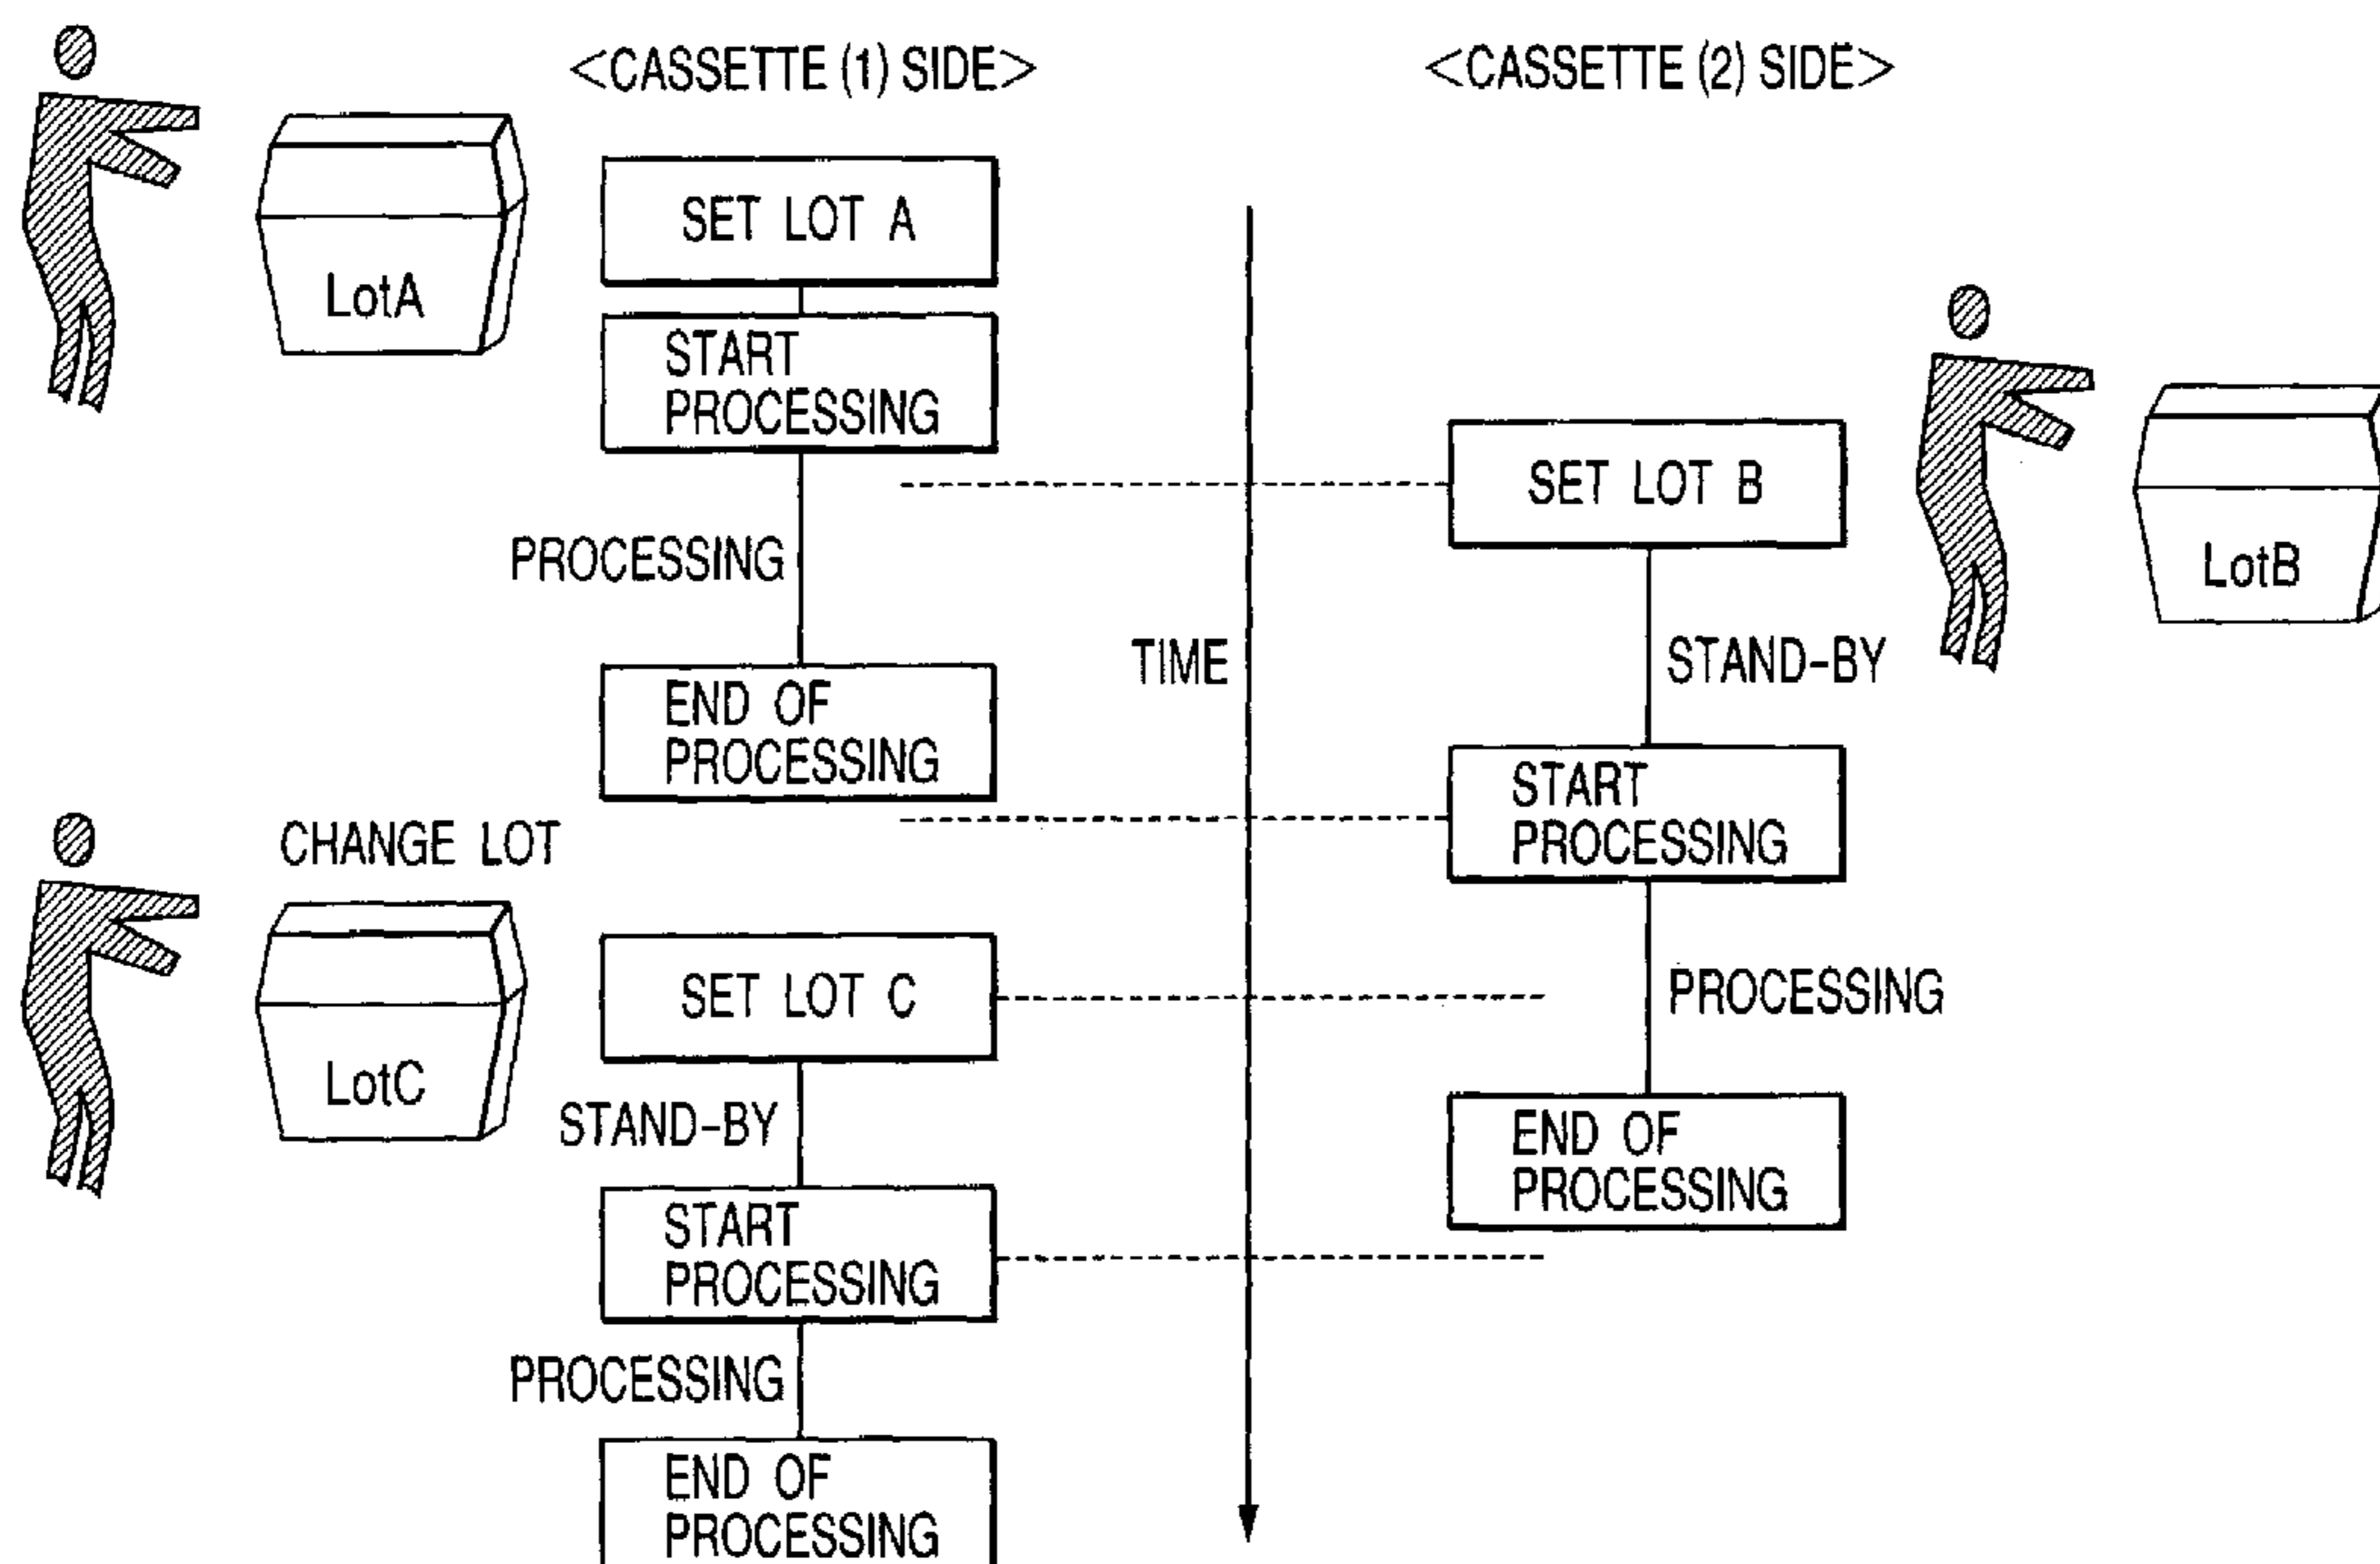 <CASSETTE (1) SIDE>
<CASSETTE (2) SIDE>
LotA
SET LOT A
START
PROCESSING
SET LOT B
LotB
PROCESSING
TIME
STAND-BY
END OF
PROCESSING
START
PROCESSING
CHANGE LOT
LotC
SET LOT C
PROCESSING
STAND-BY
END OF
PROCESSING
START
PROCESSING
PROCESSING
END OF
PROCESSING